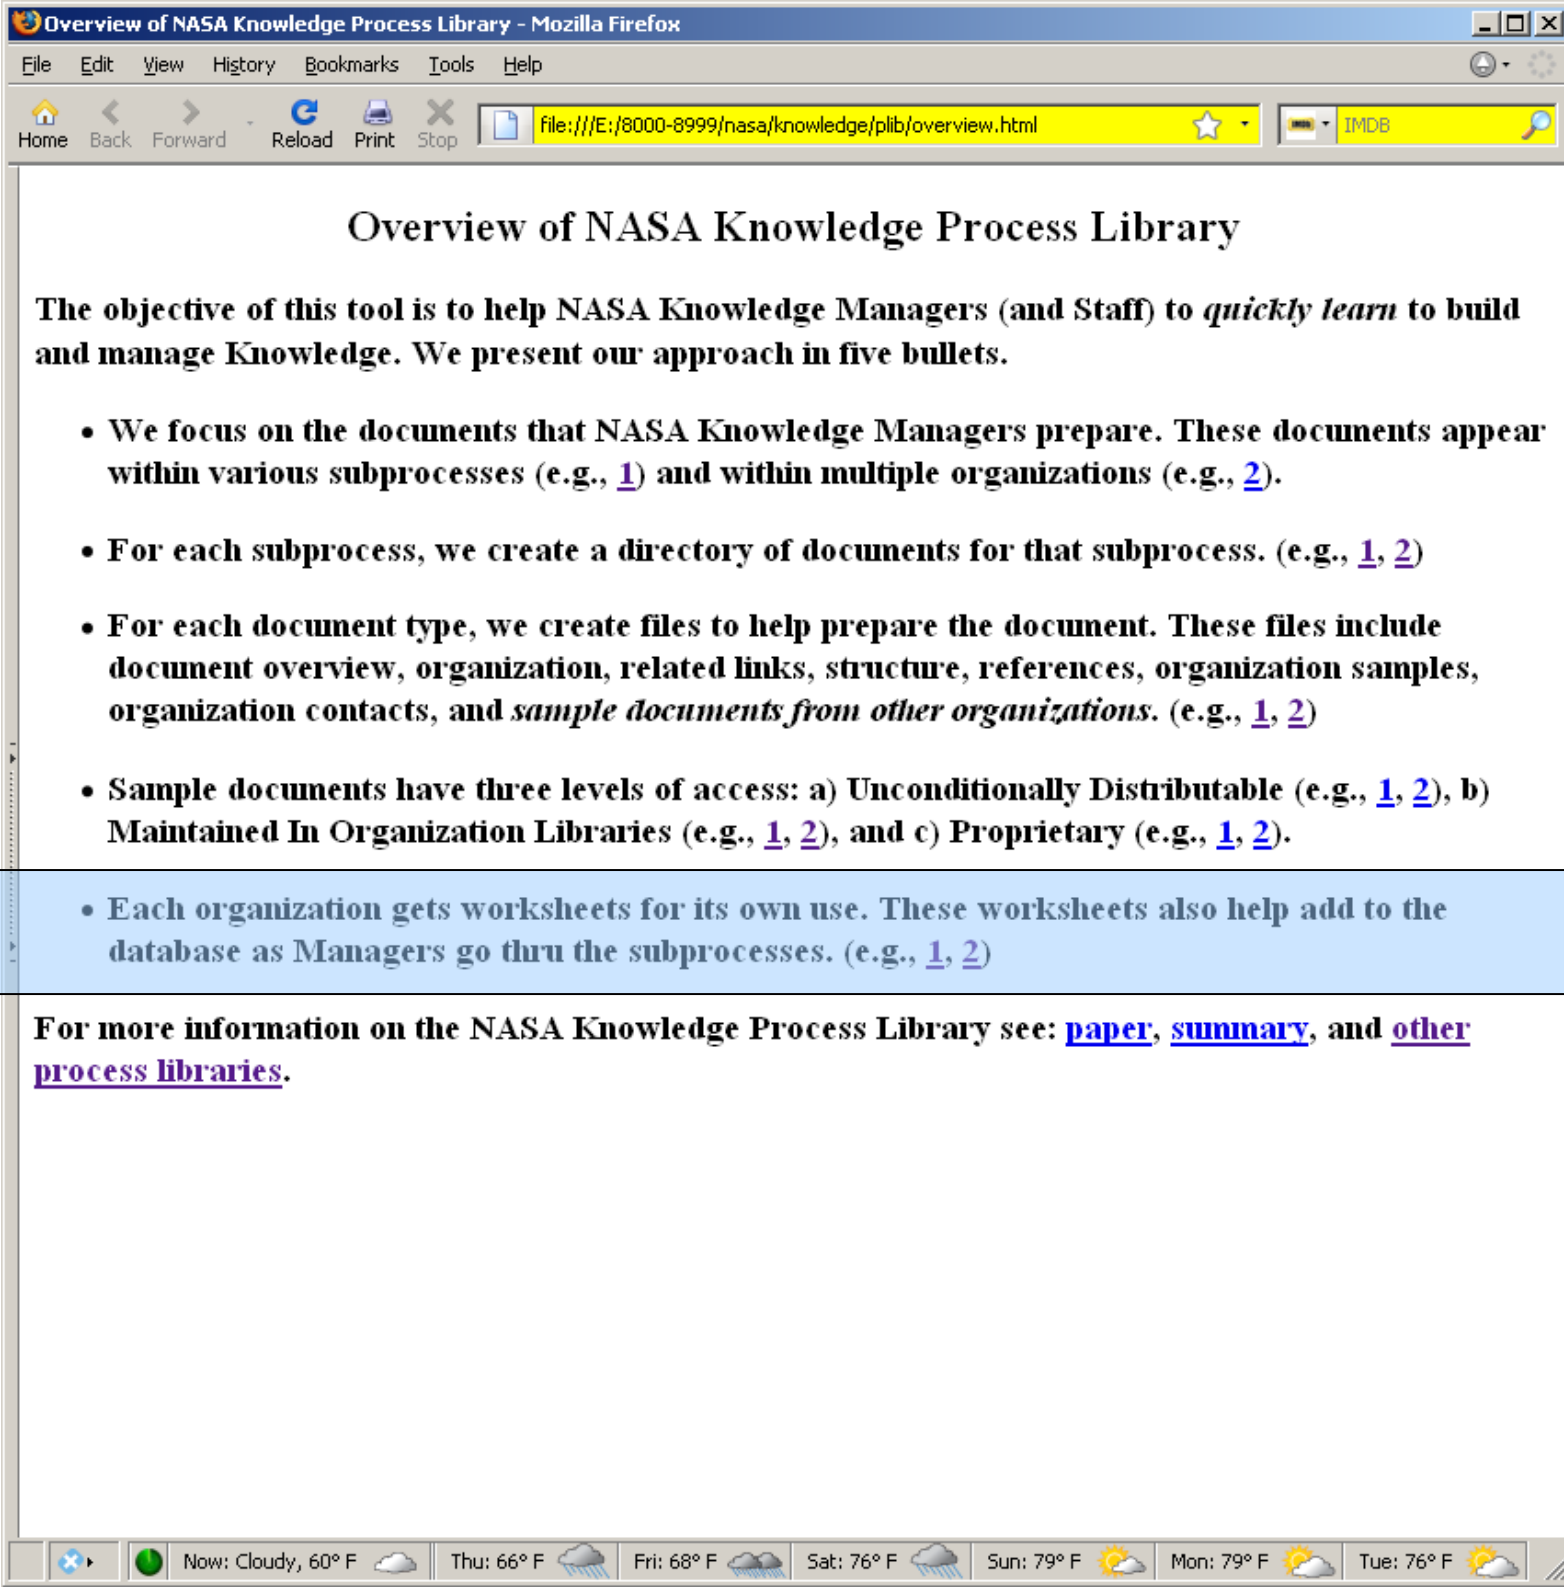 Overview of NASA Knowledge Process Library - Mozilla Firefox
File Edit View History Bookmarks Tools Help
Home Back Forward Reload Print Stop file:///E:/8000-8999/nasa/knowledge/plib/overview.html IMDB
Overview of NASA Knowledge Process Library
The objective of this tool is to help NASA Knowledge Managers (and Staff) to quickly learn to build
and manage Knowledge. We present our approach in five bullets.
• We focus on the documents that NASA Knowledge Managers prepare. These documents appear
within various subprocesses (e.g., 1) and within multiple organizations (e.g., 2).
• For each subprocess, we create a directory of documents for that subprocess. (e.g., 1, 2)
• For each document type, we create files to help prepare the document. These files include
document overview, organization, related links, structure, references, organization samples,
organization contacts, and sample documents from other organizations. (e.g., 1, 2)
• Sample documents have three levels of access: a) Unconditionally Distributable (e.g., 1, 2), b)
Maintained In Organization Libraries (e.g., 1, 2), and c) Proprietary (e.g., 1, 2).
• Each organization gets worksheets for its own use. These worksheets also help add to the
database as Managers go thru the subprocesses. (e.g., 1, 2)
For more information on the NASA Knowledge Process Library see: paper, summary, and other
process libraries.
Now: Cloudy, 60° F Thu: 66° F Fri: 68° F Sat: 76° F Sun: 79° F Mon: 79° F Tue: 76° F